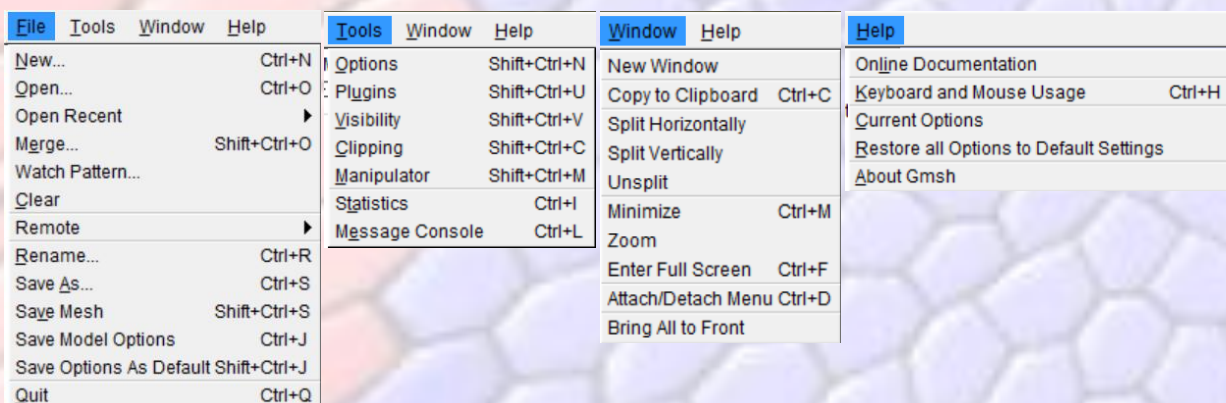 File Tools Window Help
New... Ctrl+N
Open... Ctrl+O
Open Recent
Merge... Shift+Ctrl+O
Watch Pattern...
Clear
Remote
Rename... Ctrl+R
Save As... Ctrl+S
Save Mesh Shift+Ctrl+S
Save Model Options Ctrl+J
Save Options As Default Shift+Ctrl+J
Quit Ctrl+Q
Tools Window Help
Options Shift+Ctrl+N
Plugins Shift+Ctrl+U
Visibility Shift+Ctrl+V
Clipping Shift+Ctrl+C
Manipulator Shift+Ctrl+M
Statistics Ctrl+I
Message Console Ctrl+L
Window Help
New Window
Copy to Clipboard Ctrl+C
Split Horizontally
Split Vertically
Unsplit
Minimize Ctrl+M
Zoom
Enter Full Screen Ctrl+F
Attach/Detach Menu Ctrl+D
Bring All to Front
Help
Online Documentation
Keyboard and Mouse Usage Ctrl+H
Current Options
Restore all Options to Default Settings
About Gmsh